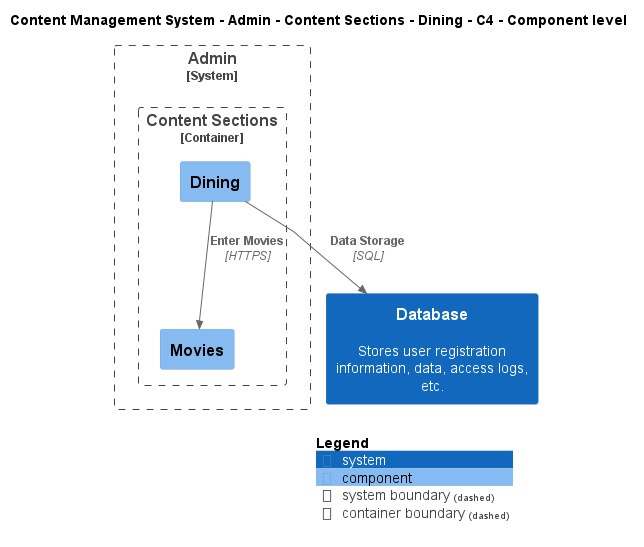 Content Management System - Admin - Content Sections - Dining - C4 - Component level
Admin
[System]
Content Sections
[Container]
Dining
Enter Movies
[HTTPS]
Data Storage
[SQL]
Database
Stores user registration
information, data, access logs,
etc.
Movies
Legend
system
component
system boundary (dashed)
container boundary (dashed)